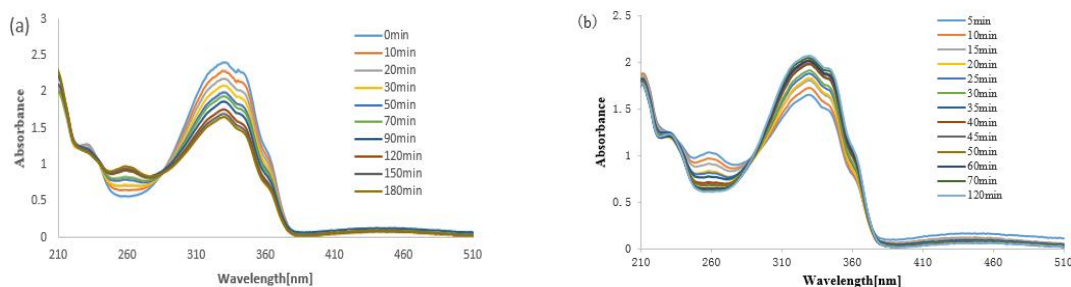 (a)
3
2.5
2
1.5
1
0.5
0
Absorbance
210
260
310
360
410
460
510
Wavelength[nm]
0min
10min
20min
30min
50min
70min
90min
120min
150min
180min
(b)
2.5
2
1.5
1
0.5
0
Absorbance
210
260
310
360
410
460
510
Wavelength[nm]
5min
10min
15min
20min
25min
30min
35min
40min
45min
50min
60min
70min
120min